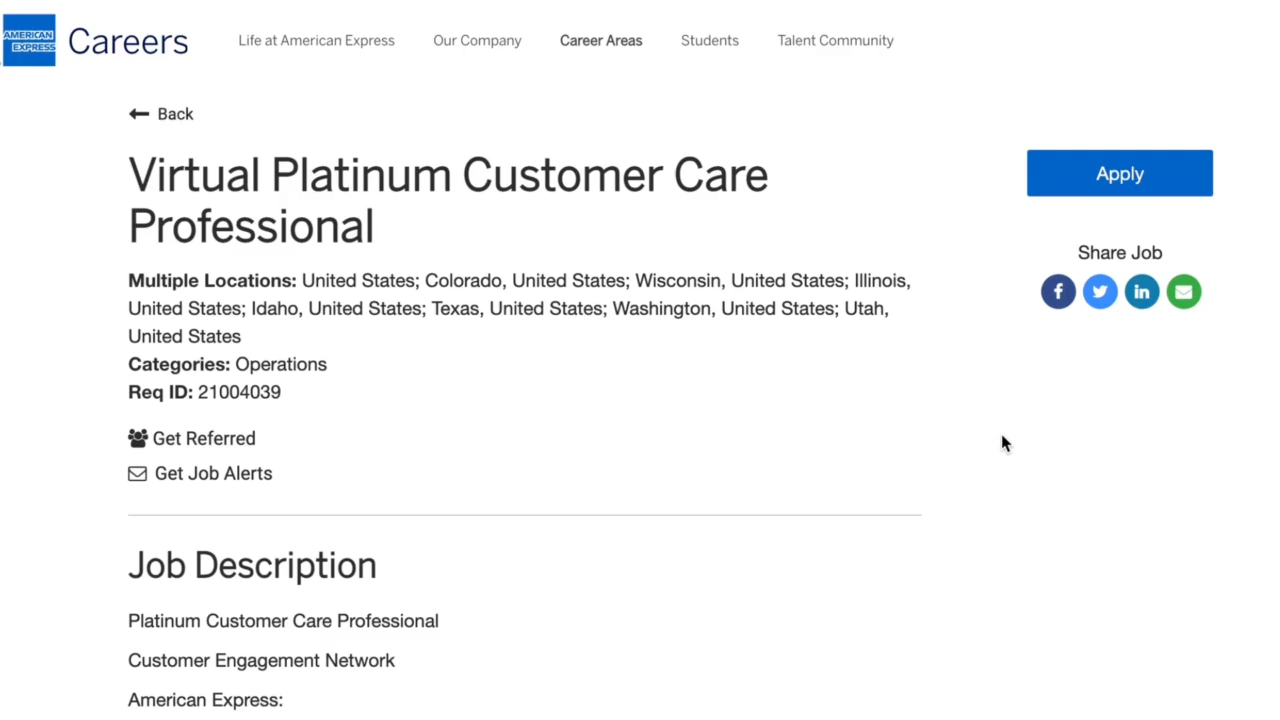 AMERICAN
EXPRESS
Careers
Life at American Express
Our Company
Career Areas
Students
Talent Community
Back
Virtual Platinum Customer Care
Professional
Apply
Share Job
Multiple Locations: United States; Colorado, United States; Wisconsin, United States; Illinois,
United States; Idaho, United States; Texas, United States; Washington, United States; Utah,
United States
Categories: Operations
Req ID: 21004039
Get Referred
Get Job Alerts
Job Description
Platinum Customer Care Professional
Customer Engagement Network
American Express: